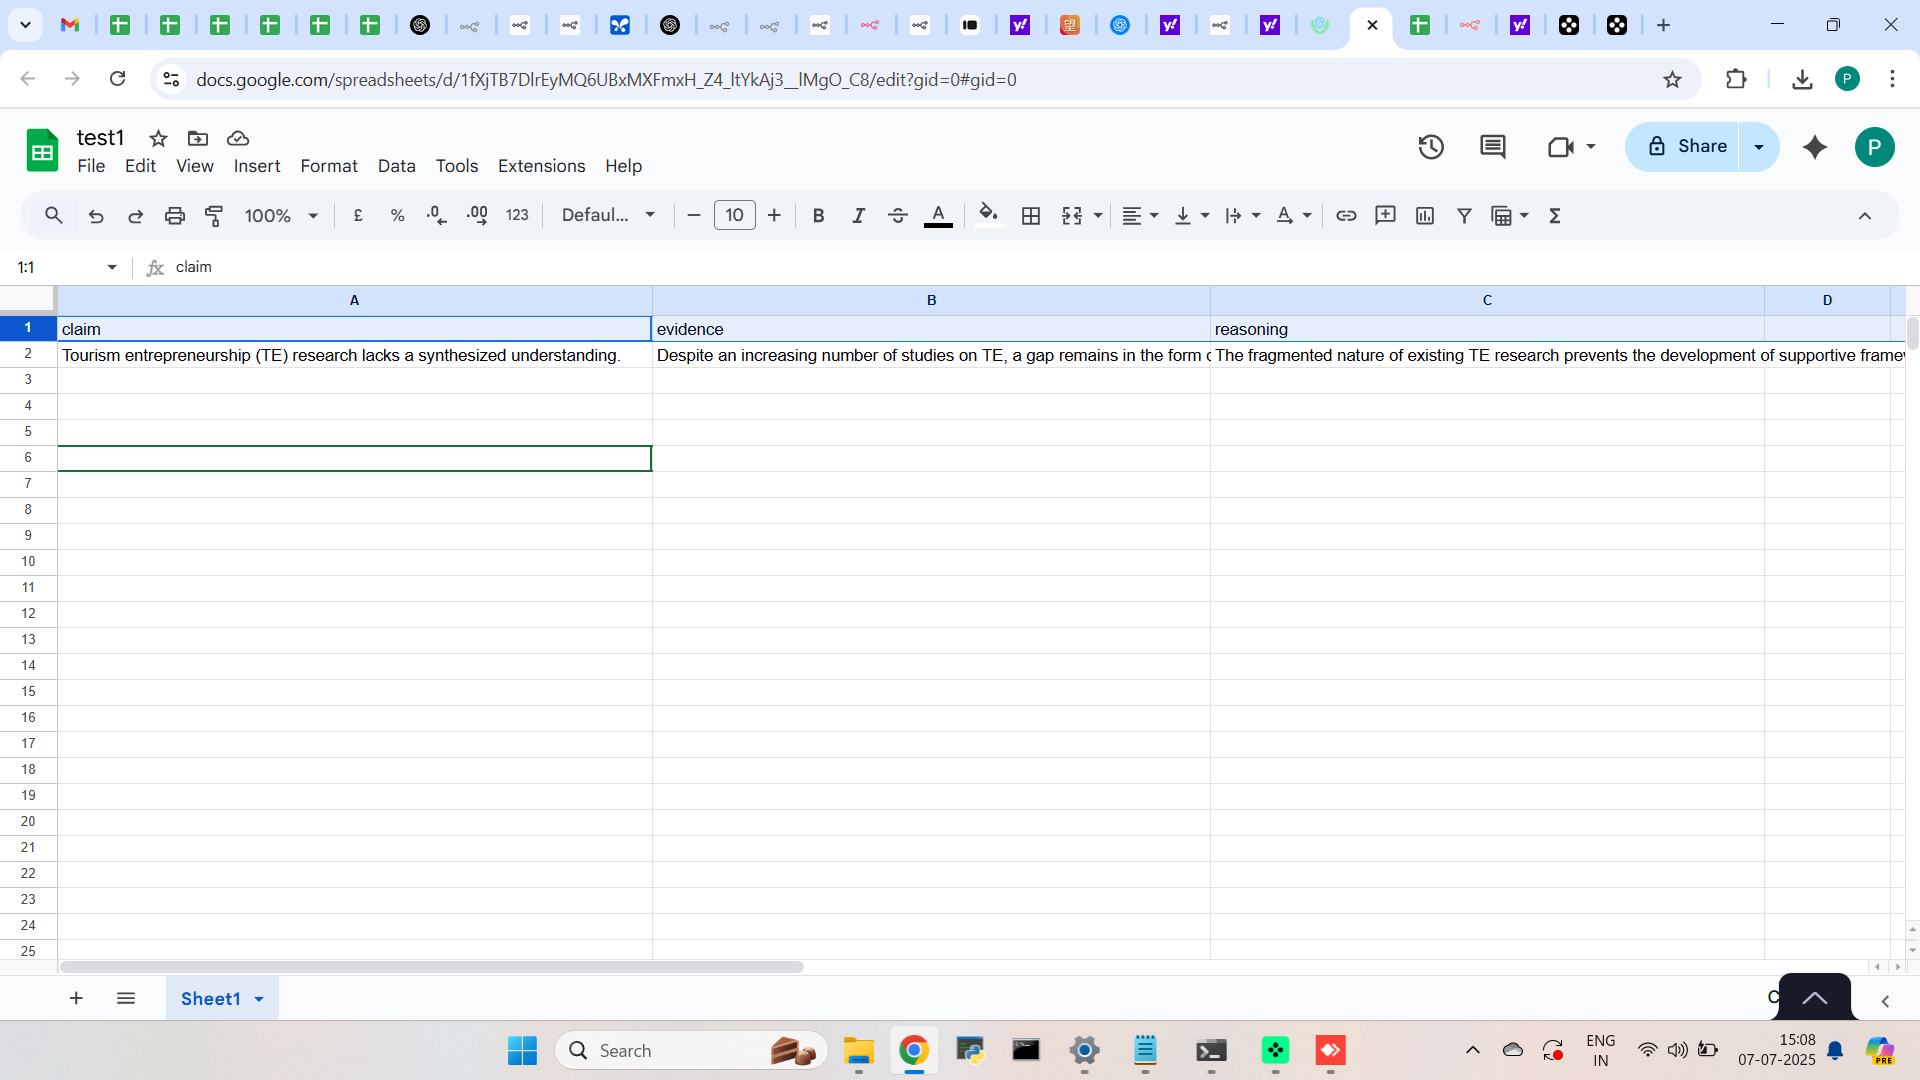 docs.google.com/spreadsheets/d/1fXjTB7DlrEyMQ6UBxMXFmxH_Z4_ltYkAj3__lMgO_C8/edit?gid=0#gid=0
P
test1
File Edit View Insert Format Data Tools Extensions Help
Share
P
100% £ % .0 .00 123 Defaul... 10 B I S A
1:1 claim
A B C D
1 claim evidence reasoning
2 Tourism entrepreneurship (TE) research lacks a synthesized understanding. Despite an increasing number of studies on TE, a gap remains in the form The fragmented nature of existing TE research prevents the development of supportive
3
4
5
6
7
8
9
10
11
12
13
14
15
16
17
18
19
20
21
22
23
24
25
Sheet1
Search
ENG
IN
15:08
07-07-2025
PRE